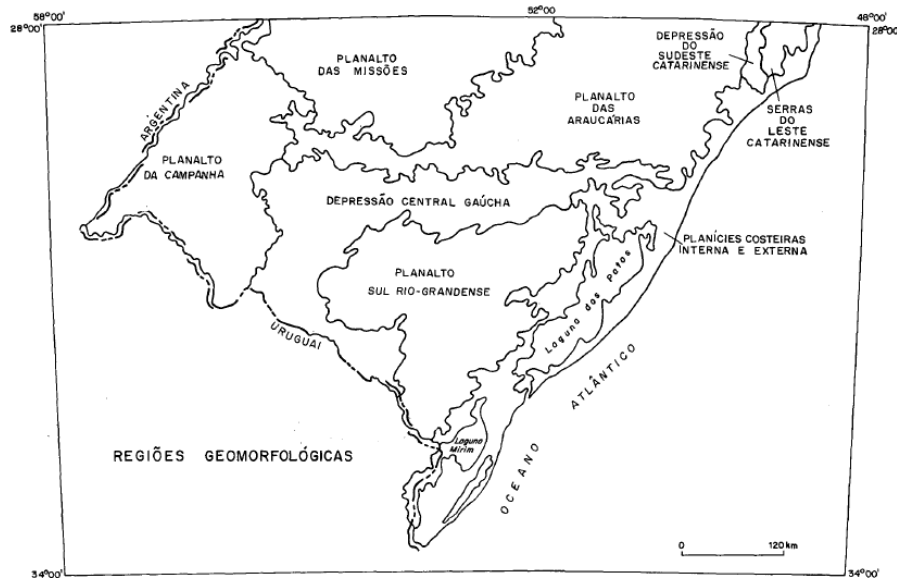 58°00'
28°00'
52°00'
48°00'
28°00'
PLANALTO
DAS MISSÕES
DEPRESSÃO
DO
SUDESTE
CATARINENSE
PLANALTO
DAS
ARAUCÁRIAS
SERRAS
DO
LESTE
CATARINENSE
ARGENTINA
PLANALTO
DA CAMPANHA
DEPRESSÃO CENTRAL GAÚCHA
PLANÍCIES COSTEIRAS
INTERNA E EXTERNA
PLANALTO
SUL RIO-GRANDENSE
Laguna dos Patos
URUGUAI
OCEANO ATLÂNTICO
Laguna
Mirim
REGIÕES GEOMORFOLÓGICAS
0 120 km
34°00'
34°00'